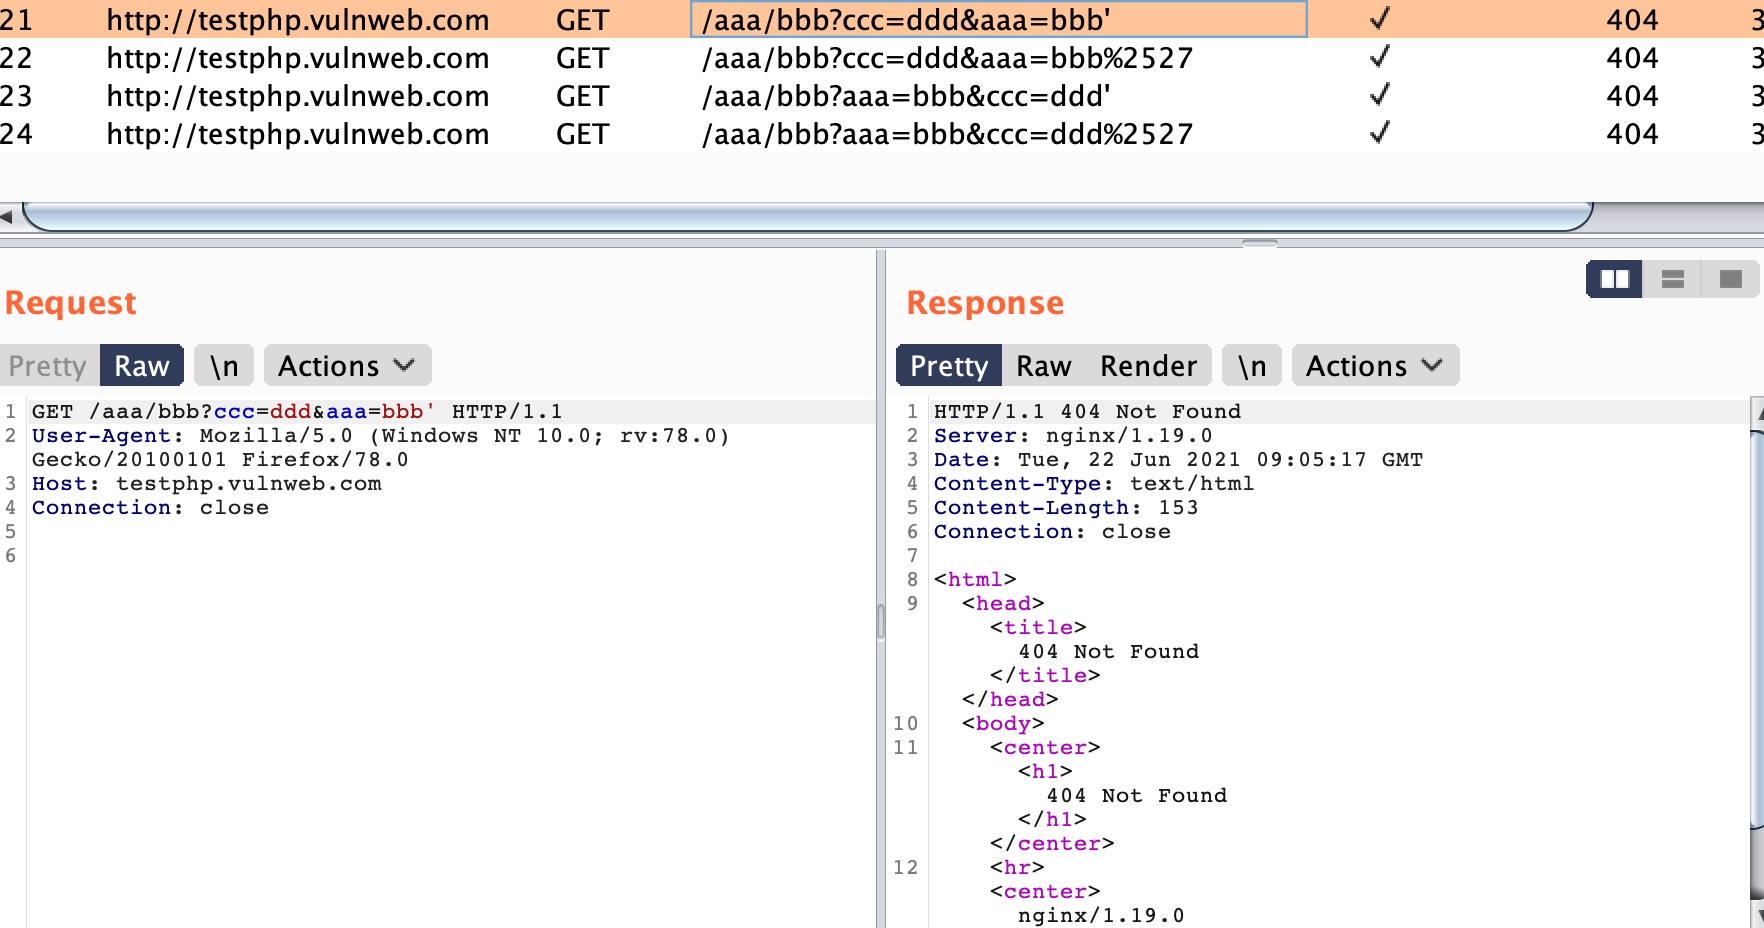 21 http://testphp.vulnweb.com GET /aaa/bbb?ccc=ddd&aaa=bbb' ✓ 404 3
22 http://testphp.vulnweb.com GET /aaa/bbb?ccc=ddd&aaa=bbb%2527 ✓ 404 3
23 http://testphp.vulnweb.com GET /aaa/bbb?aaa=bbb&ccc=ddd' ✓ 404 3
24 http://testphp.vulnweb.com GET /aaa/bbb?aaa=bbb&ccc=ddd%2527 ✓ 404 3
Request
Pretty Raw \n Actions
1 GET /aaa/bbb?ccc=ddd&aaa=bbb' HTTP/1.1
2 User-Agent: Mozilla/5.0 (Windows NT 10.0; rv:78.0)
Gecko/20100101 Firefox/78.0
3 Host: testphp.vulnweb.com
4 Connection: close
5
6
Response
Pretty Raw Render \n Actions
1 HTTP/1.1 404 Not Found
2 Server: nginx/1.19.0
3 Date: Tue, 22 Jun 2021 09:05:17 GMT
4 Content-Type: text/html
5 Content-Length: 153
6 Connection: close
7
8 <html>
9 <head>
<title>
404 Not Found
</title>
</head>
10 <body>
11 <center>
<h1>
404 Not Found
</h1>
</center>
12 <hr>
<center>
nginx/1.19.0